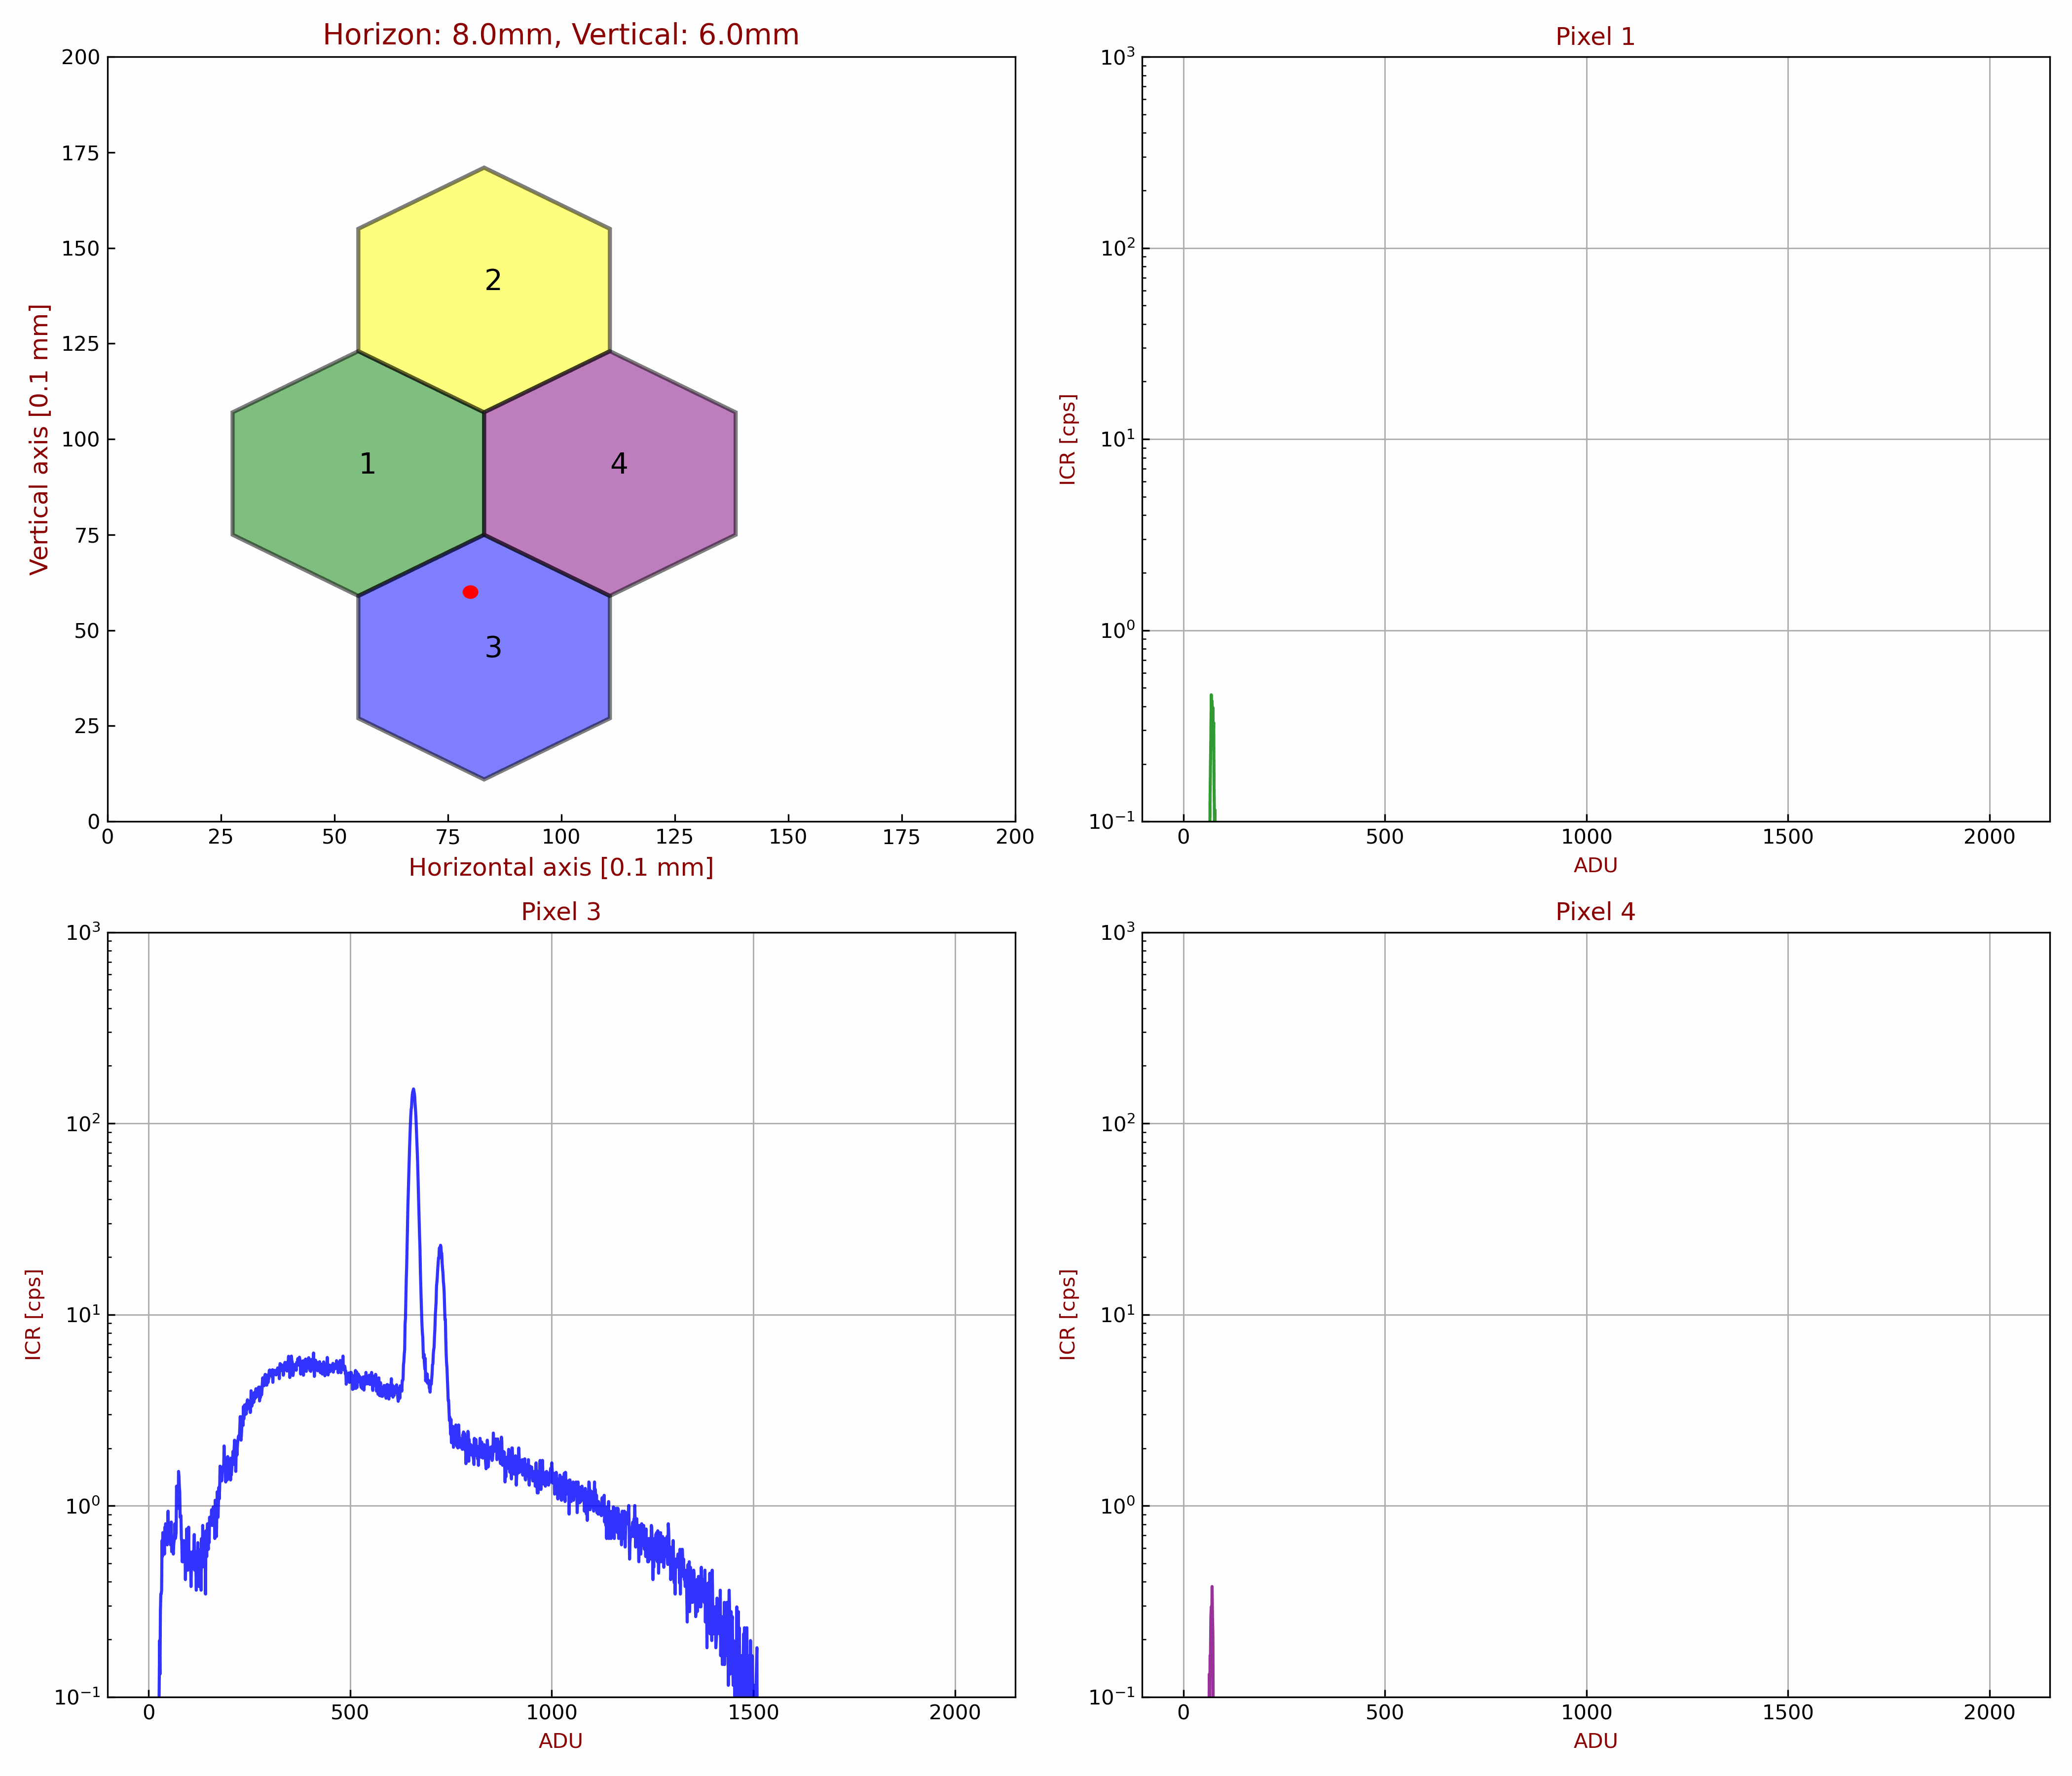 Horizon: 8.0mm, Vertical: 6.0mm
200
175
150
125
100
75
50
25
0
Vertical axis [0.1 mm]
2
1
4
3
0 25 50 75 100 125 150 175 200
Horizontal axis [0.1 mm]
Pixel 1
10³
10²
10¹
10⁰
10⁻¹
ICR [cps]
0 500 1000 1500 2000
ADU
Pixel 3
10³
10²
10¹
10⁰
10⁻¹
ICR [cps]
0 500 1000 1500 2000
ADU
Pixel 4
10³
10²
10¹
10⁰
10⁻¹
ICR [cps]
0 500 1000 1500 2000
ADU